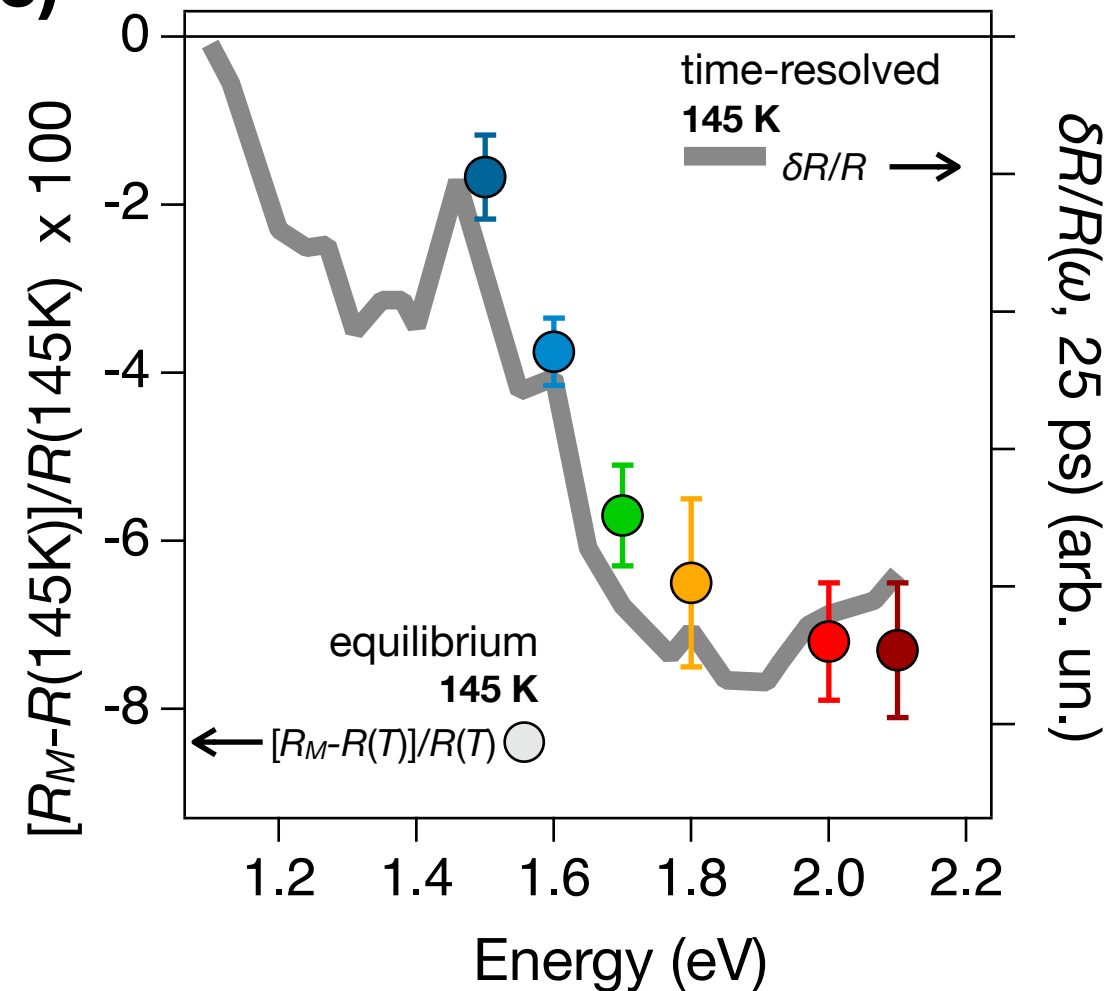 0
-2
-4
-6
-8
[R_M-R(145K)]/R(145K) x 100
time-resolved
145 K
δR/R
equilibrium
145 K
[R_M-R(T)]/R(T)
δR/R(ω, 25 ps) (arb. un.)
1.2 1.4 1.6 1.8 2.0 2.2
Energy (eV)